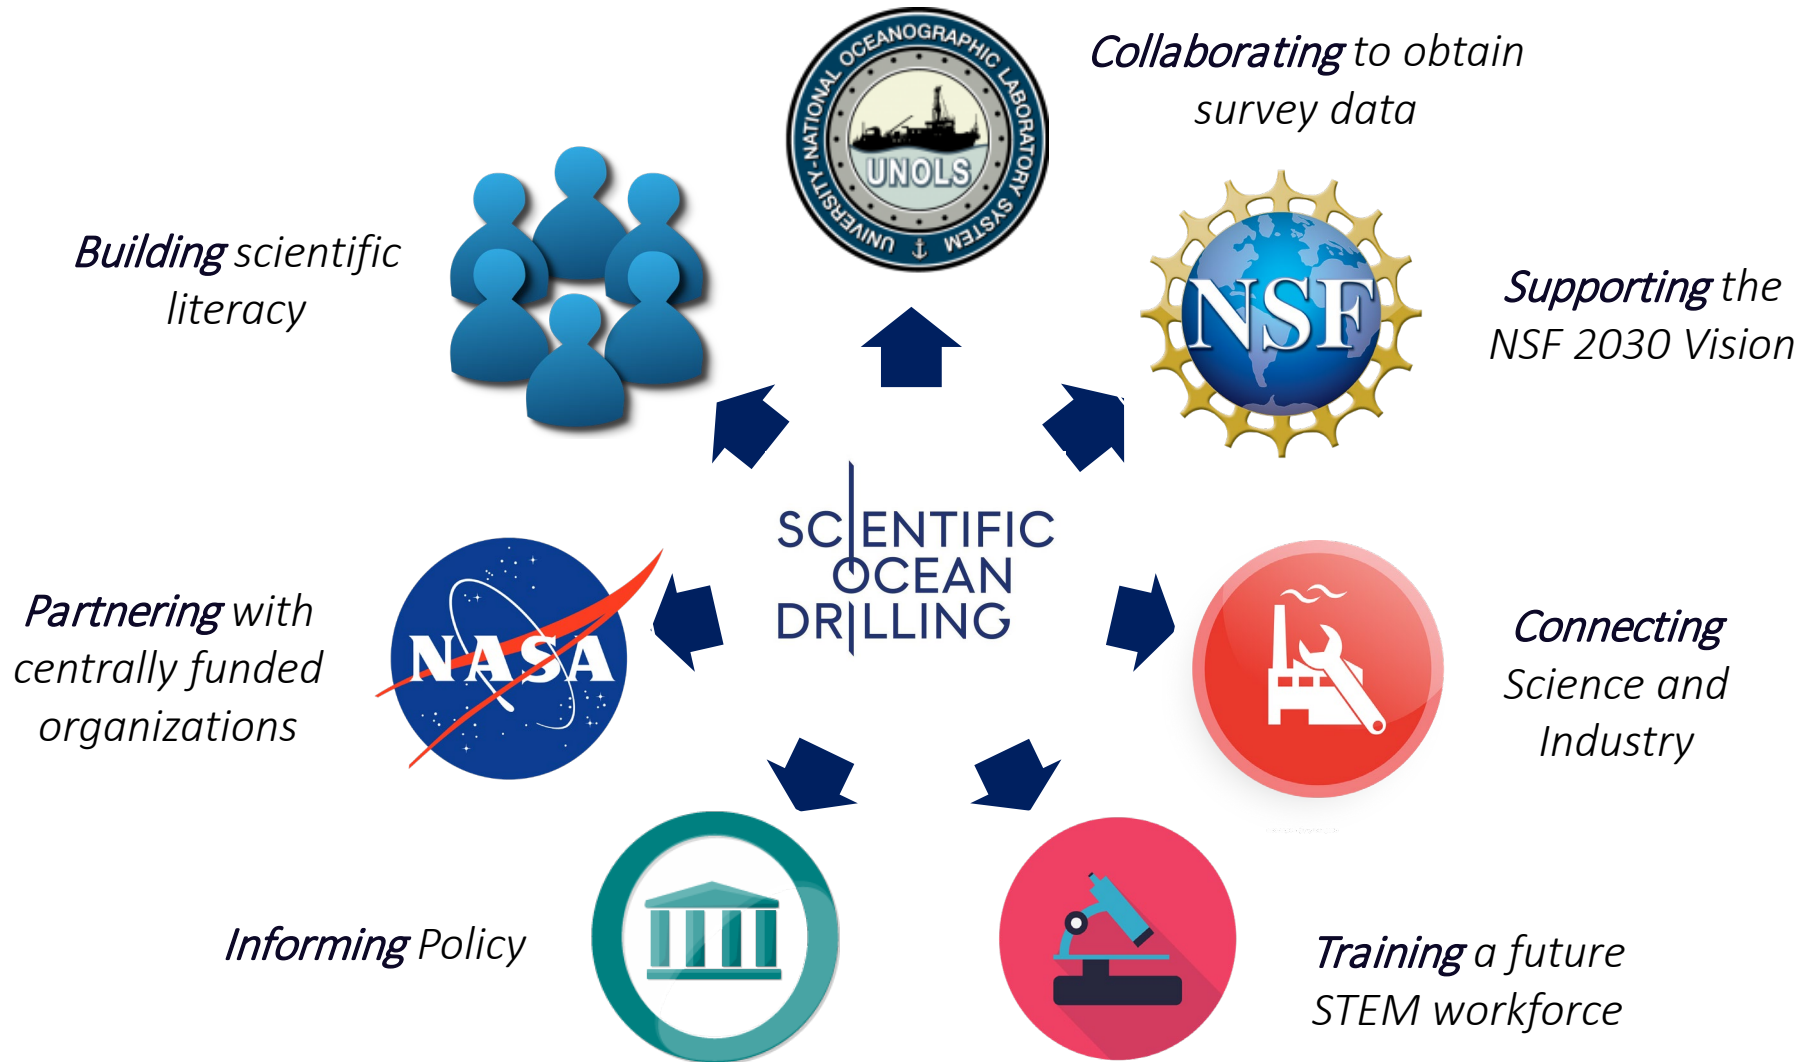 UNIVERSITY-NATIONAL OCEANOGRAPHIC LABORATORY SYSTEM
UNOLS
Collaborating to obtain
survey data
NSF
Supporting the
NSF 2030 Vision
Building scientific
literacy
SCIENTIFIC
OCEAN
DRILLING
NASA
Partnering with
centrally funded
organizations
Connecting
Science and
Industry
Informing Policy
Training a future
STEM workforce